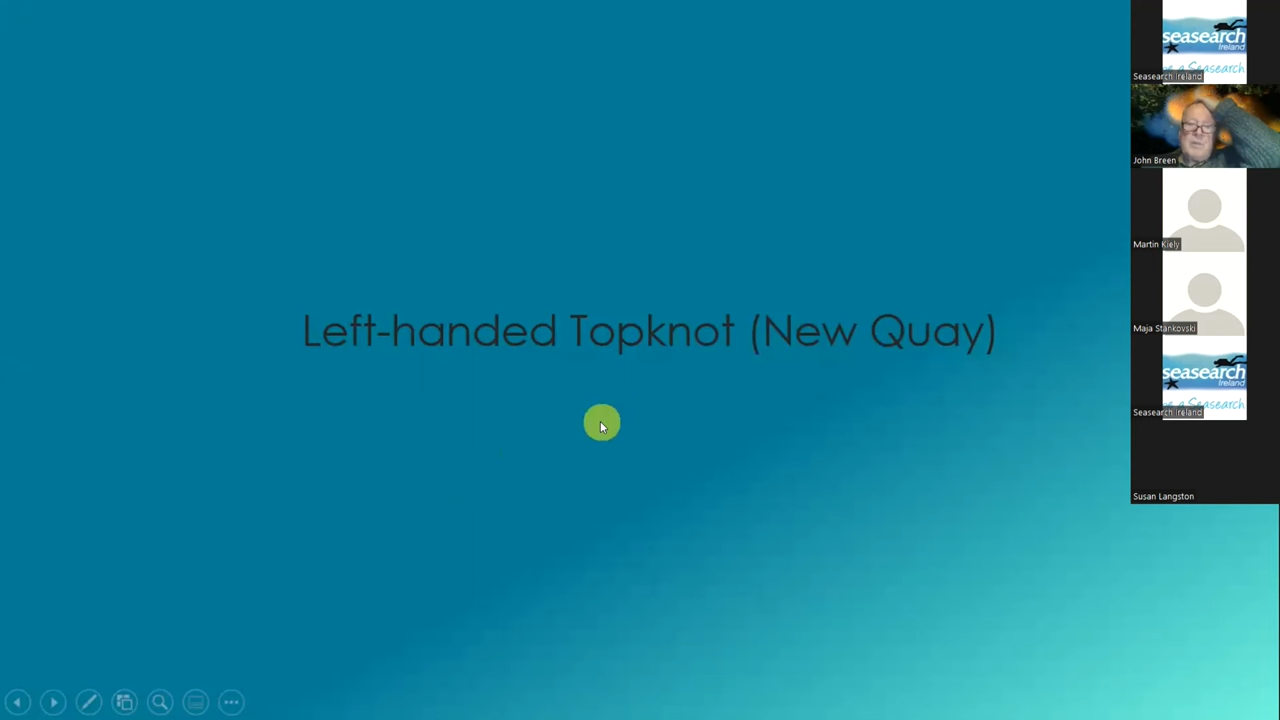 Left-handed Topknot (New Quay)
seasearch
Ireland
Seasearch Ireland
John Breen
Martin Kiely
Maja Stankovski
seasearch
Ireland
Seasearch Ireland
Susan Langston